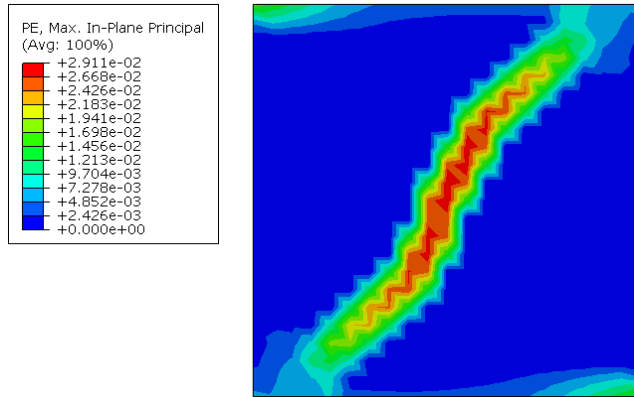 PE, Max. In-Plane Principal
(Avg: 100%)
+2.911e-02
+2.668e-02
+2.426e-02
+2.183e-02
+1.941e-02
+1.698e-02
+1.456e-02
+1.213e-02
+9.704e-03
+7.278e-03
+4.852e-03
+2.426e-03
+0.000e+00